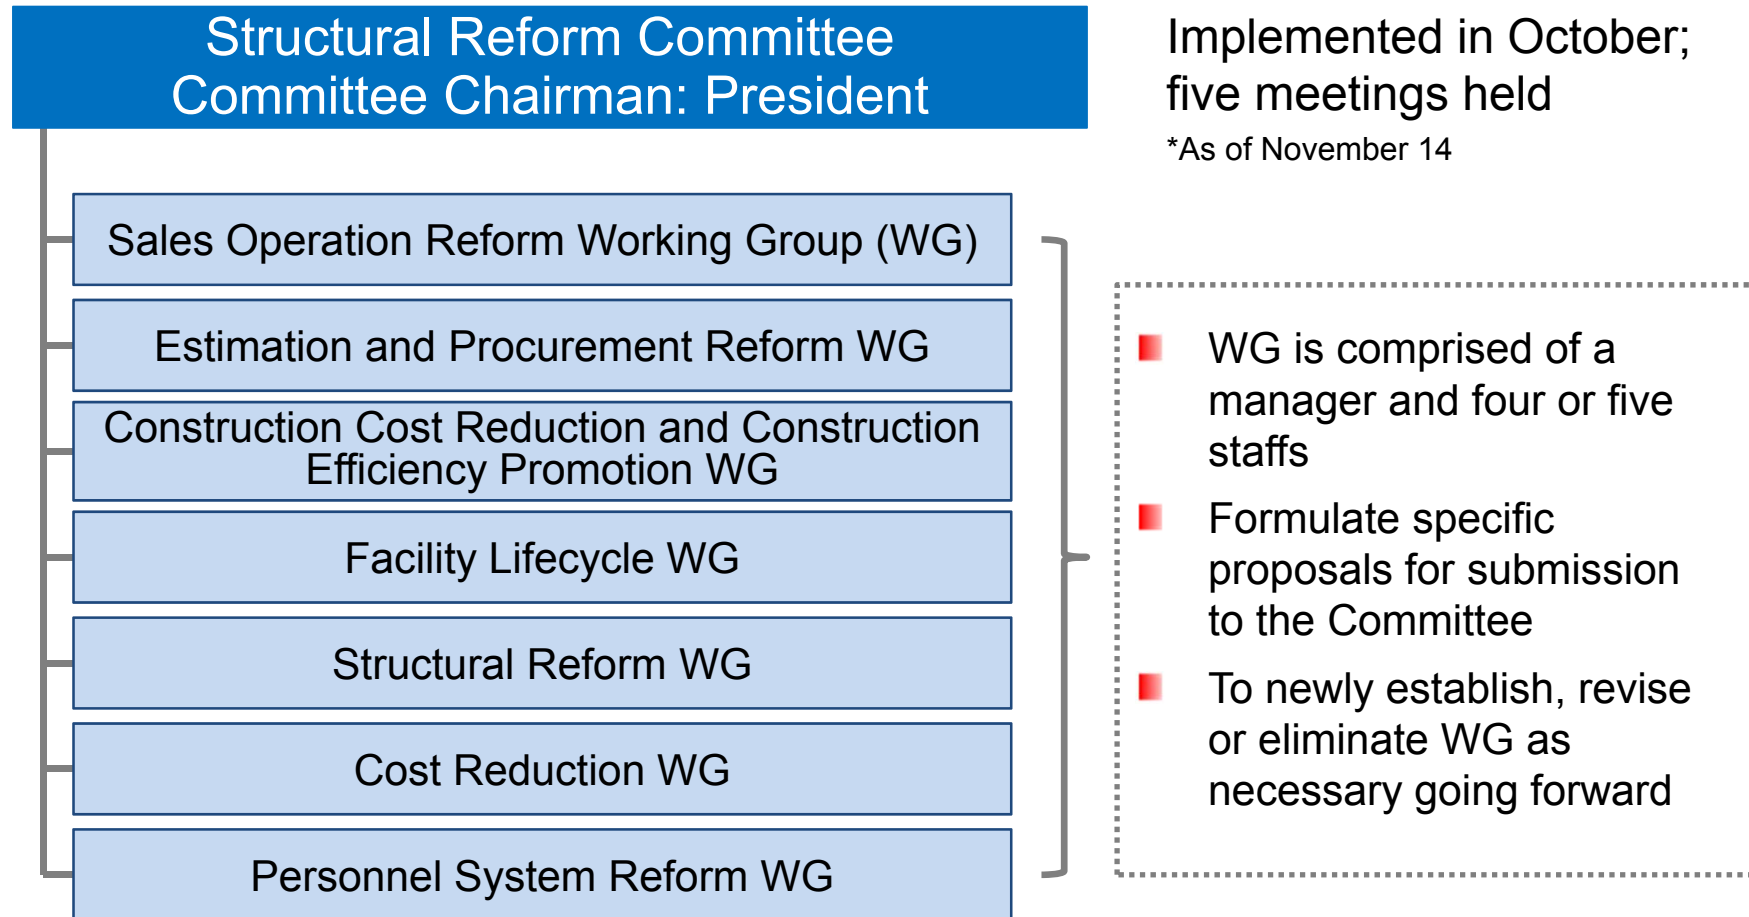 Structural Reform Committee
Committee Chairman: President
Implemented in October;
five meetings held
*As of November 14
Sales Operation Reform Working Group (WG)
Estimation and Procurement Reform WG
Construction Cost Reduction and Construction
Efficiency Promotion WG
Facility Lifecycle WG
Structural Reform WG
Cost Reduction WG
Personnel System Reform WG
WG is comprised of a
manager and four or five
staffs
Formulate specific
proposals for submission
to the Committee
To newly establish, revise
or eliminate WG as
necessary going forward